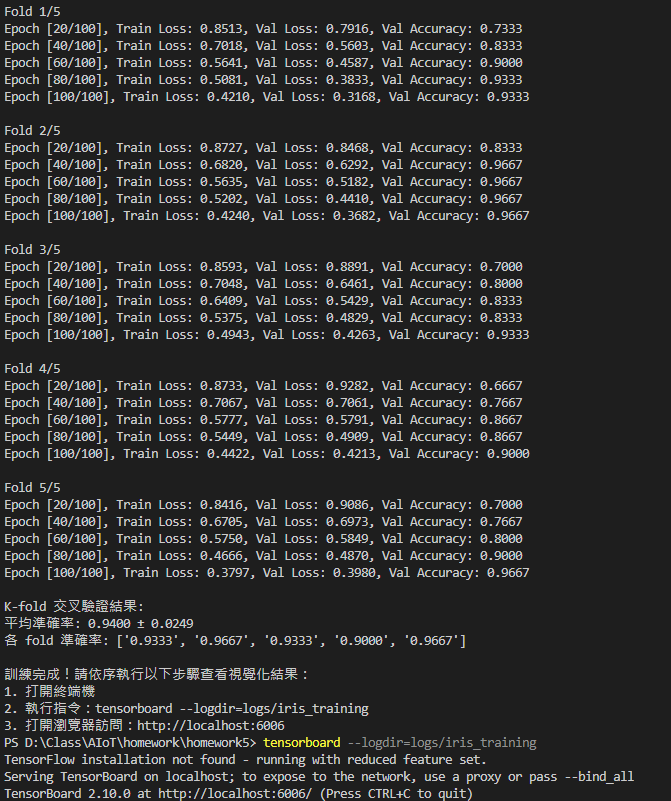 Fold 1/5
Epoch [20/100], Train Loss: 0.8513, Val Loss: 0.7916, Val Accuracy: 0.7333
Epoch [40/100], Train Loss: 0.7018, Val Loss: 0.5603, Val Accuracy: 0.8333
Epoch [60/100], Train Loss: 0.5641, Val Loss: 0.4587, Val Accuracy: 0.9000
Epoch [80/100], Train Loss: 0.5081, Val Loss: 0.3833, Val Accuracy: 0.9333
Epoch [100/100], Train Loss: 0.4210, Val Loss: 0.3168, Val Accuracy: 0.9333
Fold 2/5
Epoch [20/100], Train Loss: 0.8727, Val Loss: 0.8468, Val Accuracy: 0.8333
Epoch [40/100], Train Loss: 0.6820, Val Loss: 0.6292, Val Accuracy: 0.9667
Epoch [60/100], Train Loss: 0.5635, Val Loss: 0.5182, Val Accuracy: 0.9667
Epoch [80/100], Train Loss: 0.5202, Val Loss: 0.4410, Val Accuracy: 0.9667
Epoch [100/100], Train Loss: 0.4240, Val Loss: 0.3682, Val Accuracy: 0.9667
Fold 3/5
Epoch [20/100], Train Loss: 0.8593, Val Loss: 0.8891, Val Accuracy: 0.7000
Epoch [40/100], Train Loss: 0.7048, Val Loss: 0.6461, Val Accuracy: 0.8000
Epoch [60/100], Train Loss: 0.6409, Val Loss: 0.5429, Val Accuracy: 0.8333
Epoch [80/100], Train Loss: 0.5375, Val Loss: 0.4829, Val Accuracy: 0.8333
Epoch [100/100], Train Loss: 0.4943, Val Loss: 0.4263, Val Accuracy: 0.9333
Fold 4/5
Epoch [20/100], Train Loss: 0.8733, Val Loss: 0.9282, Val Accuracy: 0.6667
Epoch [40/100], Train Loss: 0.7067, Val Loss: 0.7061, Val Accuracy: 0.7667
Epoch [60/100], Train Loss: 0.5777, Val Loss: 0.5791, Val Accuracy: 0.8667
Epoch [80/100], Train Loss: 0.5449, Val Loss: 0.4909, Val Accuracy: 0.8667
Epoch [100/100], Train Loss: 0.4422, Val Loss: 0.4213, Val Accuracy: 0.9000
Fold 5/5
Epoch [20/100], Train Loss: 0.8416, Val Loss: 0.9086, Val Accuracy: 0.7000
Epoch [40/100], Train Loss: 0.6705, Val Loss: 0.6973, Val Accuracy: 0.7667
Epoch [60/100], Train Loss: 0.5750, Val Loss: 0.5849, Val Accuracy: 0.8000
Epoch [80/100], Train Loss: 0.4666, Val Loss: 0.4870, Val Accuracy: 0.9000
Epoch [100/100], Train Loss: 0.3797, Val Loss: 0.3980, Val Accuracy: 0.9667
K-fold 交叉驗證結果:
平均準確率: 0.9400 ± 0.0249
各 fold 準確率: ['0.9333', '0.9667', '0.9333', '0.9000', '0.9667']
訓練完成！請依序執行以下步驟查看視覺化結果：
1. 打開終端機
2. 執行指令：tensorboard --logdir=logs/iris_training
3. 打開瀏覽器訪問：http://localhost:6006
PS D:\Class\AIoT\homework\homework5> tensorboard --logdir=logs/iris_training
TensorFlow installation not found - running with reduced feature set.
Serving TensorBoard on localhost; to expose to the network, use a proxy or pass --bind_all
TensorBoard 2.10.0 at http://localhost:6006/ (Press CTRL+C to quit)